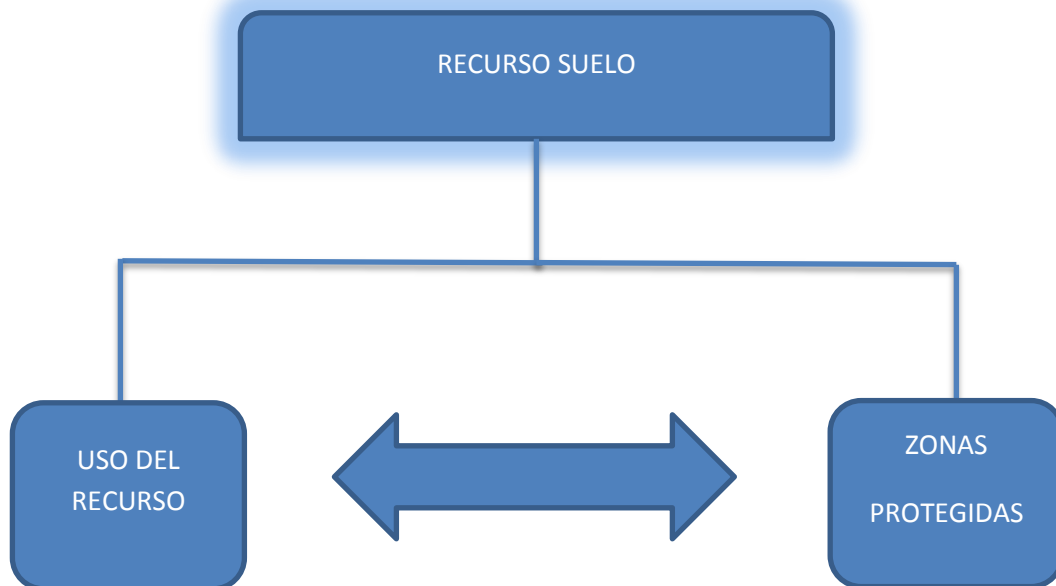 RECURSO SUELO
USO DEL
RECURSO
ZONAS
PROTEGIDAS